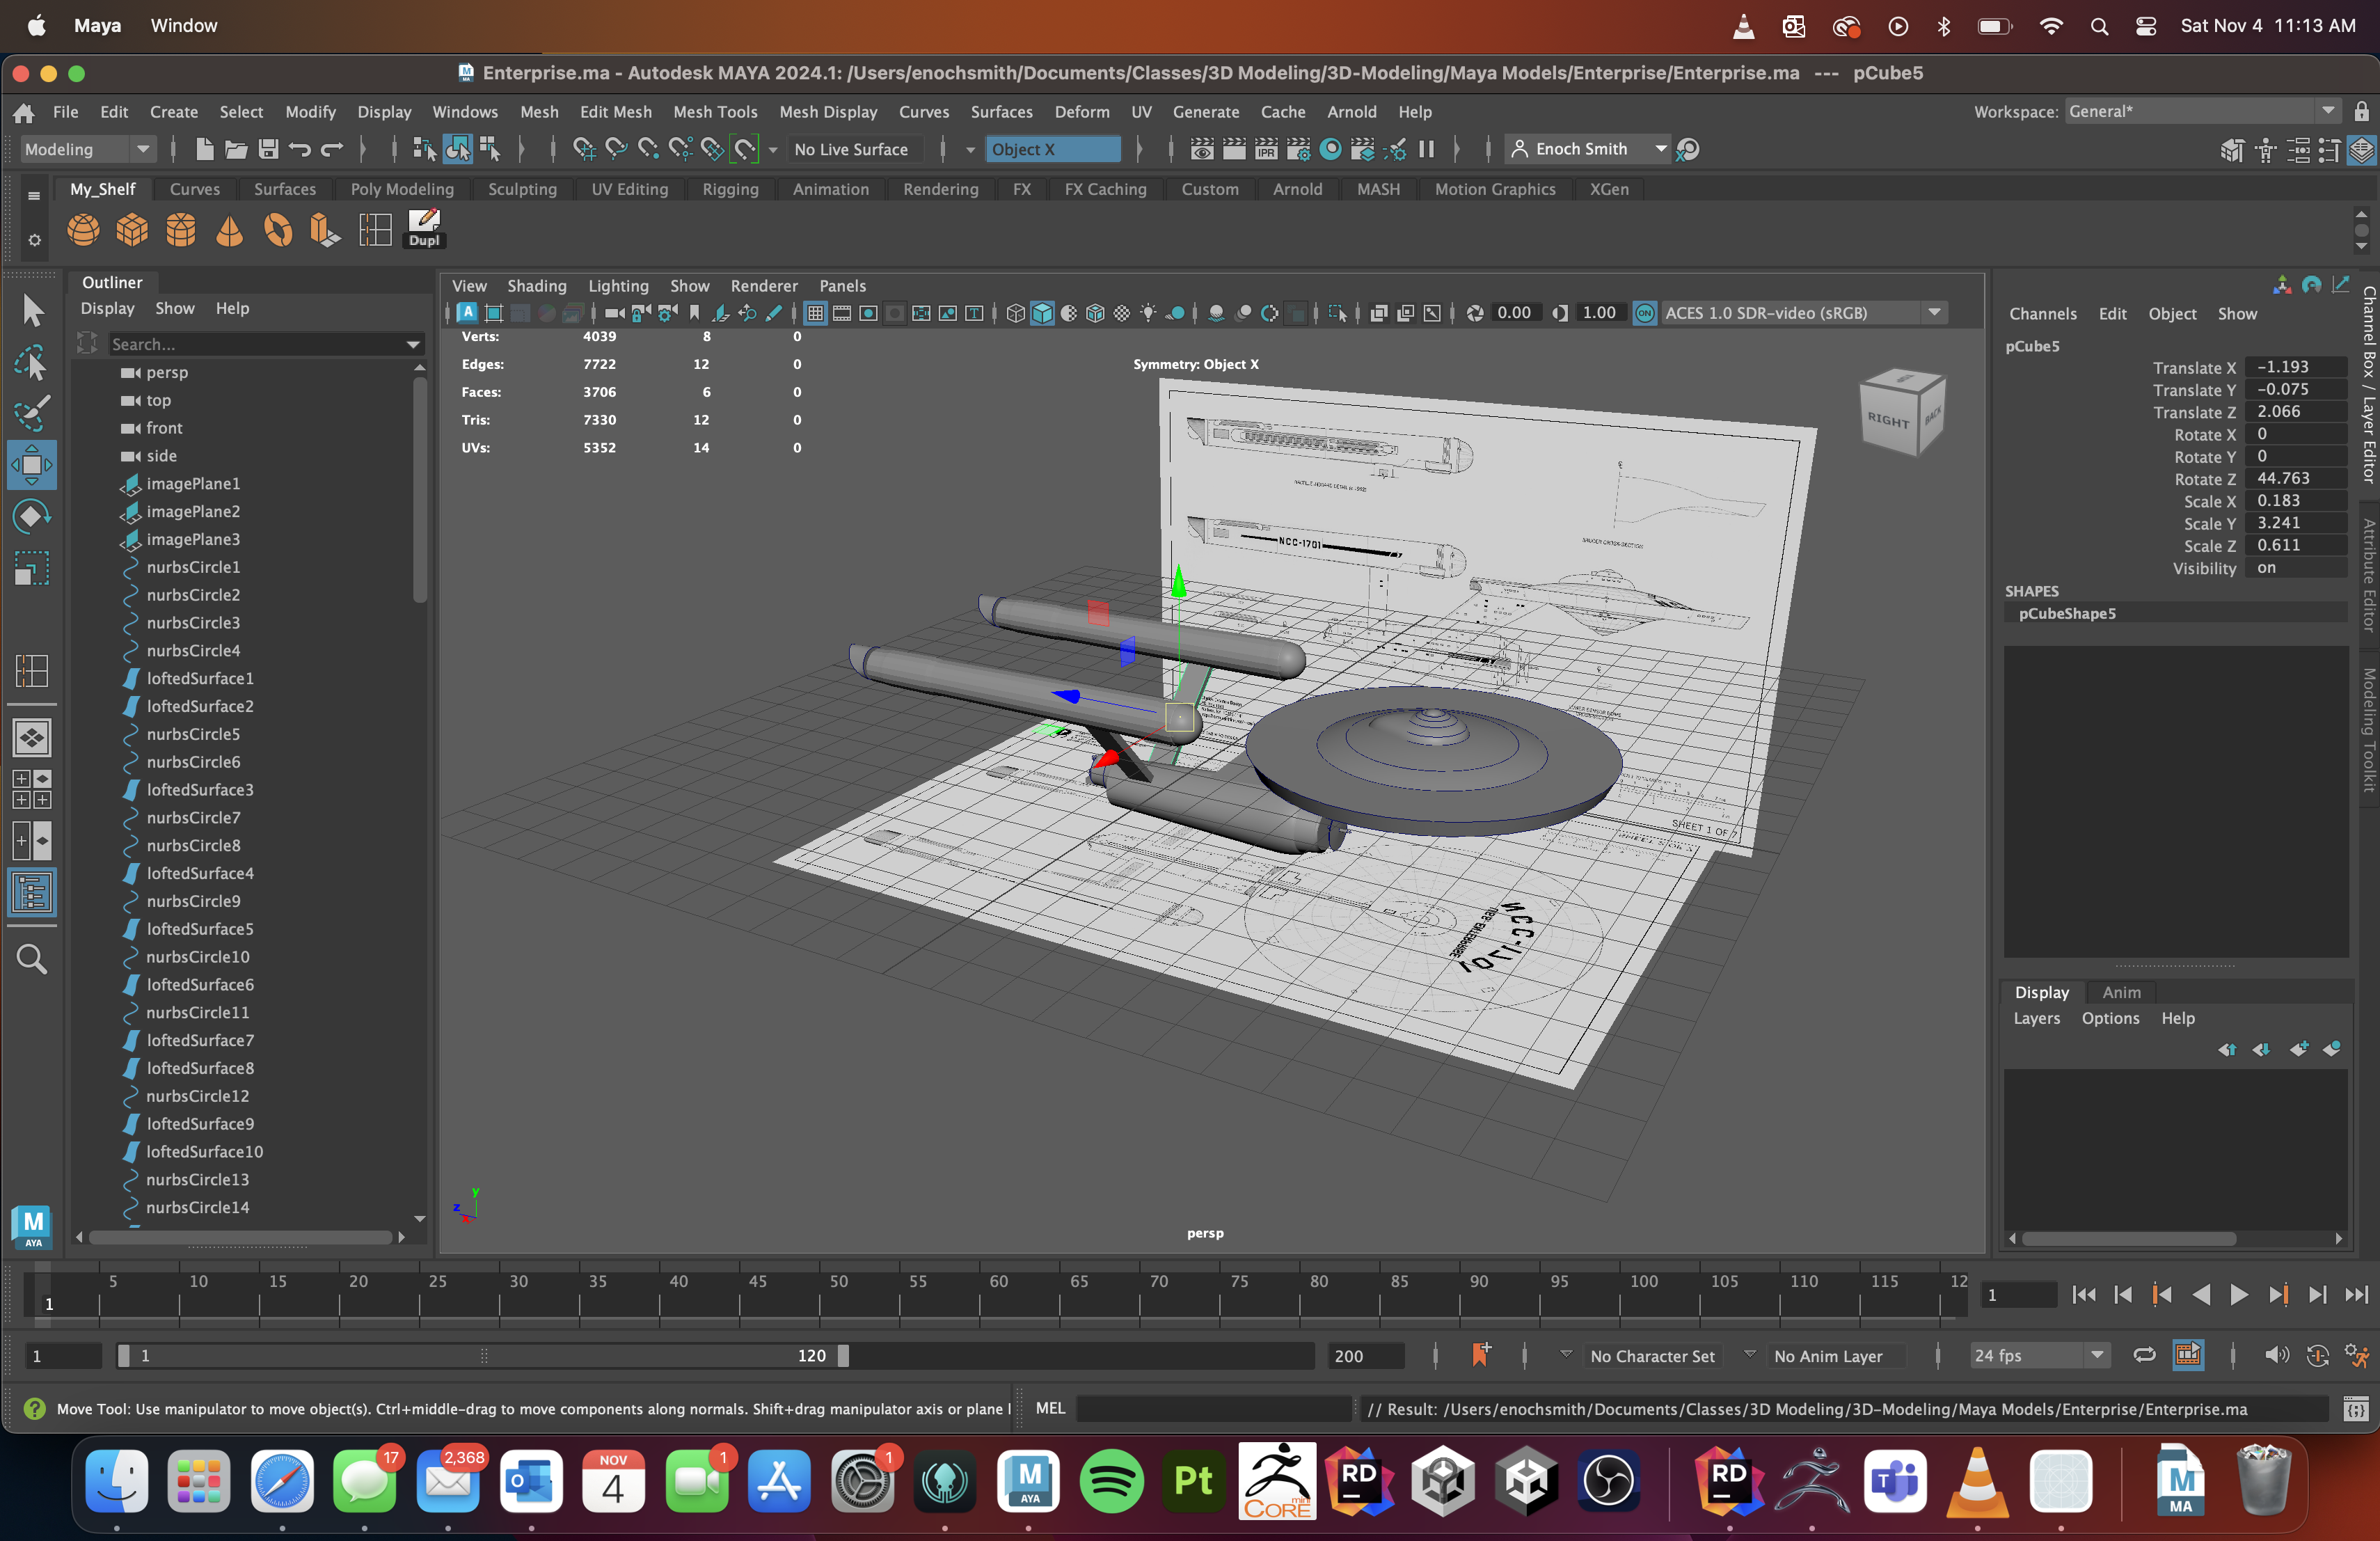 Maya Window Sat Nov 4 11:13 AM
Enterprise.ma - Autodesk MAYA 2024.1: /Users/enochsmith/Documents/Classes/3D Modeling/3D-Modeling/Maya Models/Enterprise/Enterprise.ma --- pCube5
File Edit Create Select Modify Display Windows Mesh Edit Mesh Mesh Tools Mesh Display Curves Surfaces Deform UV Generate Cache Arnold Help Workspace: General*
Modeling No Live Surface Object X IPR Enoch Smith
My_Shelf Curves Surfaces Poly Modeling Sculpting UV Editing Rigging Animation Rendering FX FX Caching Custom Arnold MASH Motion Graphics XGen
Dupl
Outliner
Display Show Help
Search...
persp
top
front
side
imagePlane1
imagePlane2
imagePlane3
nurbsCircle1
nurbsCircle2
nurbsCircle3
nurbsCircle4
loftedSurface1
loftedSurface2
nurbsCircle5
nurbsCircle6
loftedSurface3
nurbsCircle7
nurbsCircle8
loftedSurface4
nurbsCircle9
loftedSurface5
nurbsCircle10
loftedSurface6
nurbsCircle11
loftedSurface7
loftedSurface8
nurbsCircle12
loftedSurface9
loftedSurface10
nurbsCircle13
nurbsCircle14
View Shading Lighting Show Renderer Panels
0.00 1.00 ON ACES 1.0 SDR-video (sRGB)
Verts: 4039 8 0
Edges: 7722 12 0
Faces: 3706 6 0
Tris: 7330 12 0
UVs: 5352 14 0
Symmetry: Object X
RIGHT BACK
NCC-1701
SHEET 1 OF 7
NCC-1701
y
z
x
persp
Channels Edit Object Show
pCube5
Translate X -1.193
Translate Y -0.075
Translate Z 2.066
Rotate X 0
Rotate Y 0
Rotate Z 44.763
Scale X 0.183
Scale Y 3.241
Scale Z 0.611
Visibility on
SHAPES
pCubeShape5
Channel Box / Layer Editor
Attribute Editor
Modeling Toolkit
Display Anim
Layers Options Help
M
AYA
5 10 15 20 25 30 35 40 45 50 55 60 65 70 75 80 85 90 95 100 105 110 115 12
1 1
1 1 120 200 No Character Set No Anim Layer 24 fps
Move Tool: Use manipulator to move object(s). Ctrl+middle-drag to move components along normals. Shift+drag manipulator axis or plane MEL // Result: /Users/enochsmith/Documents/Classes/3D Modeling/3D-Modeling/Maya Models/Enterprise/Enterprise.ma
17 2,368 NOV 4 1 1 M AYA Pt CORE mini RD RD M MA